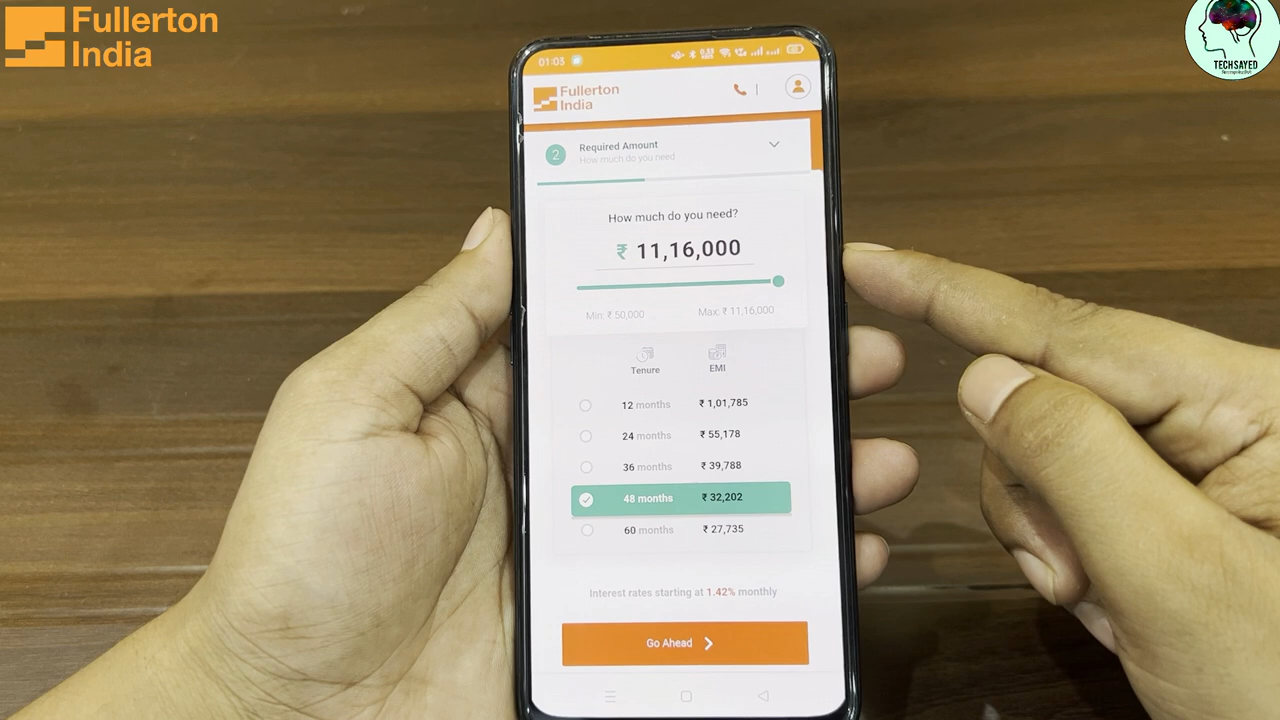 Fullerton
India
TECHSAYED
01:03
Fullerton
India
2
Required Amount
How much do you need
How much do you need?
₹ 11,16,000
Min: ₹ 50,000 Max: ₹ 11,16,000
Tenure EMI
12 months ₹ 1,01,785
24 months ₹ 55,178
36 months ₹ 39,788
48 months ₹ 32,202
60 months ₹ 27,735
Interest rates starting at 1.42% monthly
Go Ahead